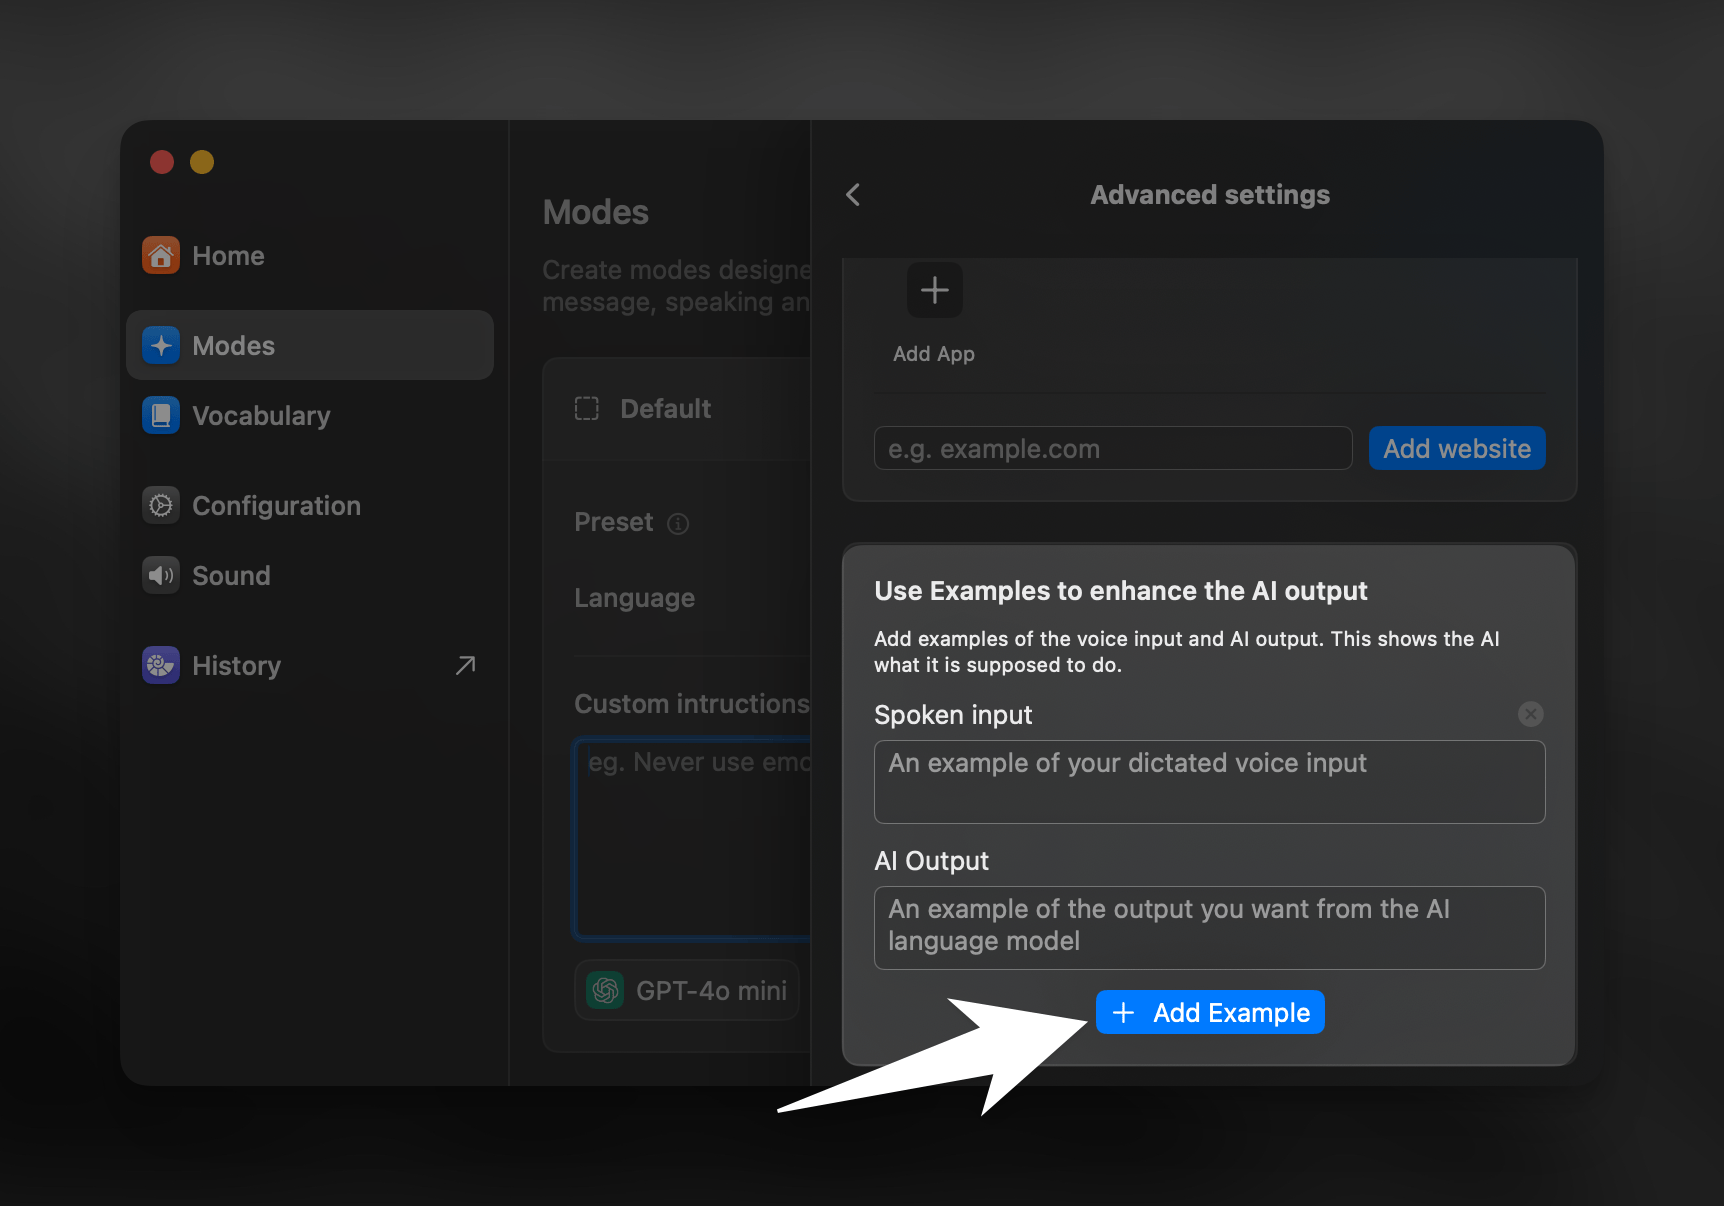 Home
Modes
Vocabulary
Configuration
Sound
History
Modes
Create modes designe
message, speaking an
Default
Preset
Language
Custom intructions
eg. Never use emo
GPT-4o mini
Advanced settings
Add App
e.g. example.com
Add website
Use Examples to enhance the AI output
Add examples of the voice input and AI output. This shows the AI
what it is supposed to do.
Spoken input
An example of your dictated voice input
AI Output
An example of the output you want from the AI
language model
Add Example